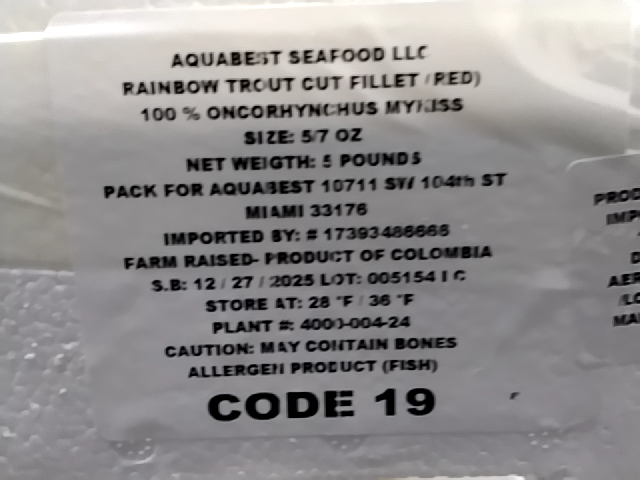 AQUABEST SEAFOOD LLC
RAINBOW TROUT CUT FILLET (RED)
100 % ONCORHYNCHUS MYKISS
SIZE: 5/7 OZ
NET WEIGTH: 5 POUNDS
PACK FOR AQUABEST 10711 SW 104th ST
MIAMI 33176
IMPORTED BY: # 17393486666
FARM RAISED- PRODUCT OF COLOMBIA
S.B: 12 / 27 / 2025 LOT: 005154
STORE AT: 28 °F / 36 °F
PLANT #: 4000-004-24
CAUTION: MAY CONTAIN BONES
ALLERGEN PRODUCT (FISH)
CODE 19